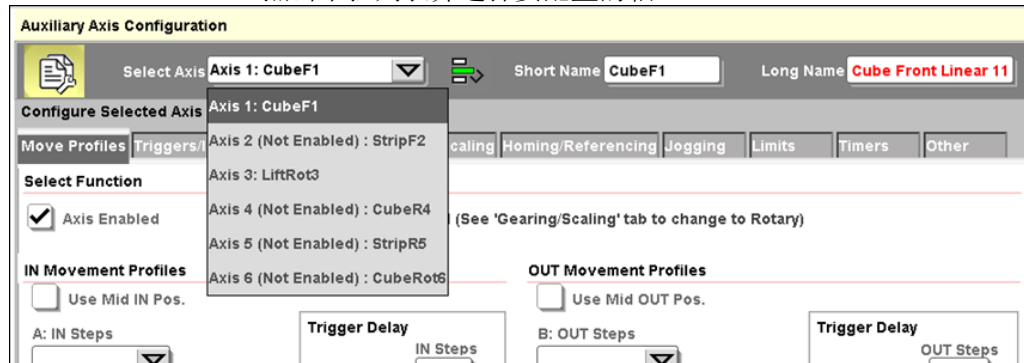 Auxiliary Axis Configuration
Select Axis Axis 1: CubeF1 Short Name CubeF1 Long Name Cube Front Linear 11
Configure Selected Axis
Axis 1: CubeF1
Axis 2 (Not Enabled) : StripF2
Axis 3: LiftRot3
Axis 4 (Not Enabled) : CubeR4
Axis 5 (Not Enabled) : StripR5
Axis 6 (Not Enabled) : CubeRot6
Move Profiles Homing/Referencing Jogging Limits Timers Other
Select Function
Axis Enabled (See 'Gearing/Scaling' tab to change to Rotary)
IN Movement Profiles OUT Movement Profiles
Use Mid IN Pos. Use Mid OUT Pos.
A: IN Steps Trigger Delay B: OUT Steps Trigger Delay
IN Steps OUT Steps